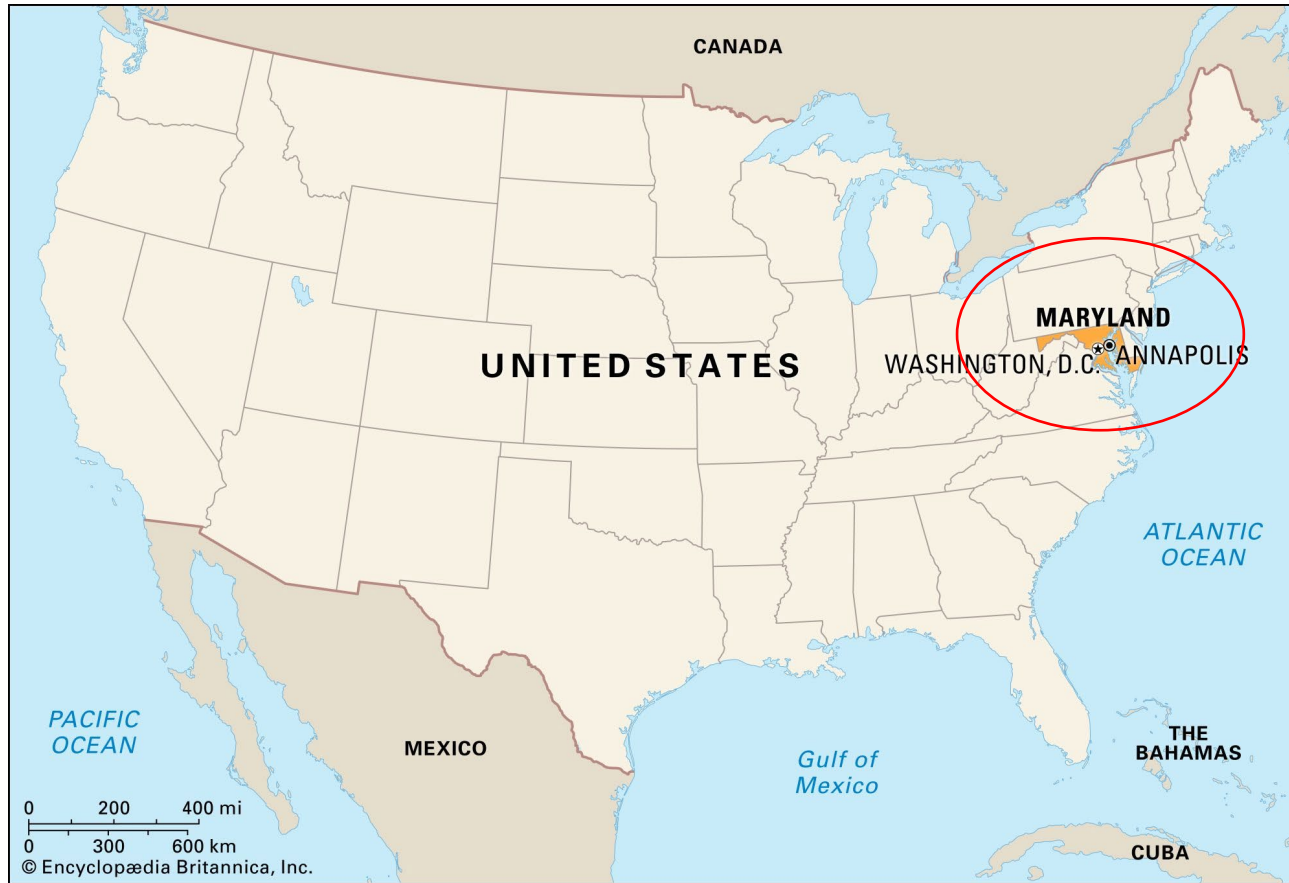 CANADA
MARYLAND
UNITED STATES
WASHINGTON, D.C.
ANNAPOLIS
ATLANTIC
OCEAN
PACIFIC
OCEAN
MEXICO
Gulf of
Mexico
THE
BAHAMAS
CUBA
0 200 400 mi
0 300 600 km
© Encyclopædia Britannica, Inc.